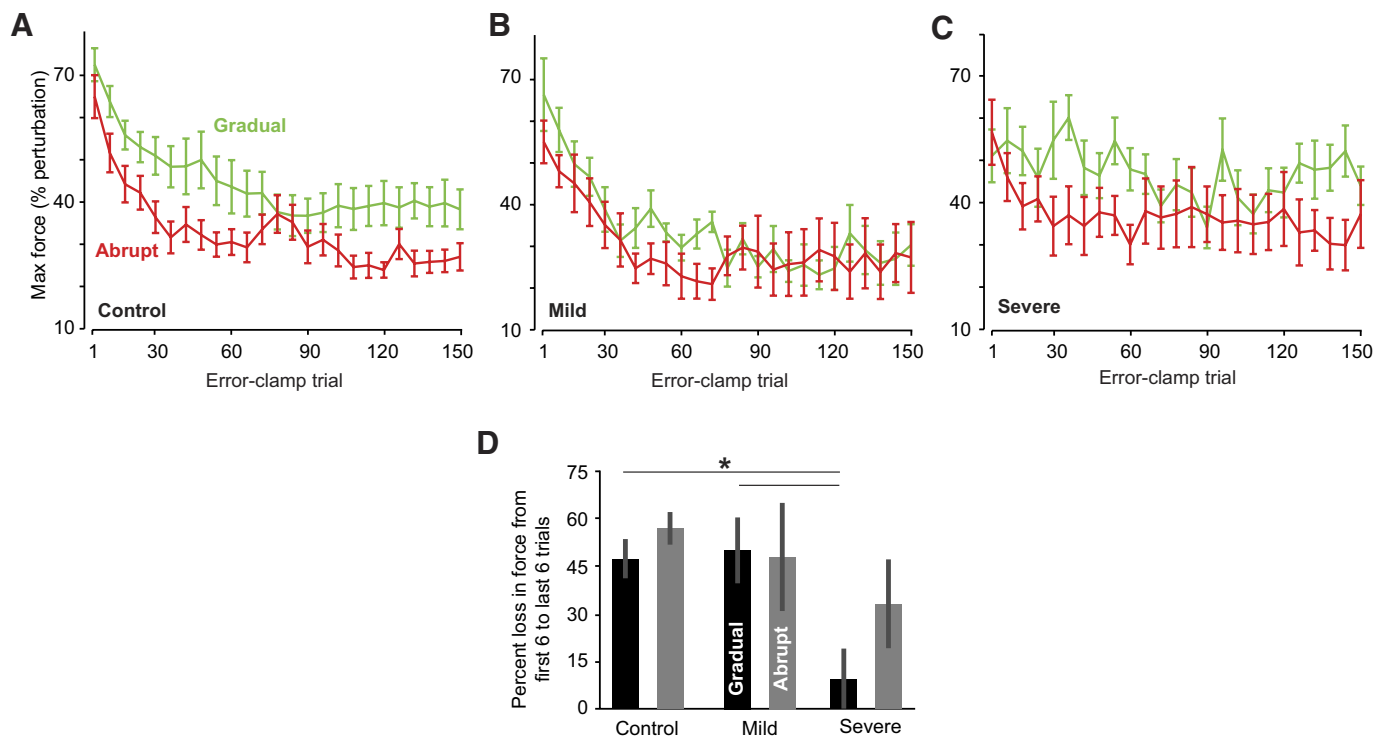 A
Max force (% perturbation)
70
40
10
Gradual
Abrupt
Control
1 30 60 90 120 150
Error-clamp trial
B
70
40
10
Mild
1 30 60 90 120 150
Error-clamp trial
C
70
40
10
Severe
1 30 60 90 120 150
Error-clamp trial
D
Percent loss in force from
first 6 to last 6 trials
75
60
45
30
15
0
*
Gradual
Abrupt
Control Mild Severe